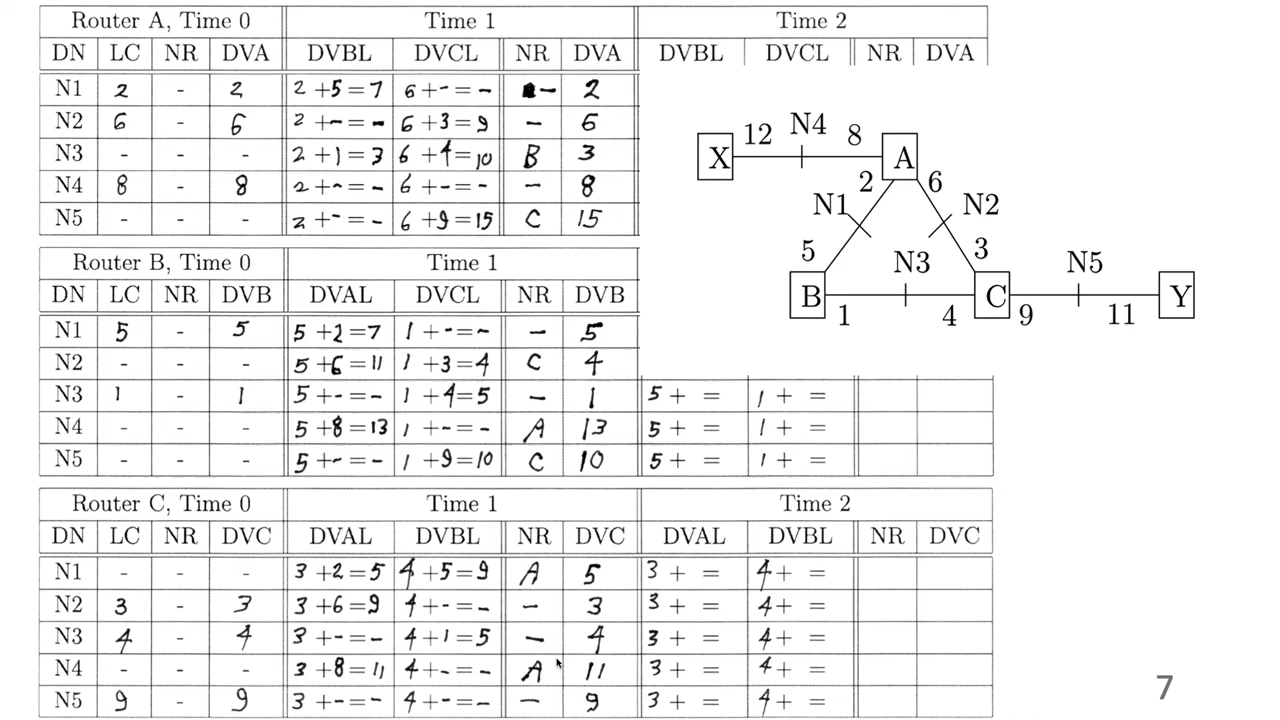 Router A, Time 0 Time 1 Time 2
DN LC NR DVA DVBL DVCL NR DVA DVBL DVCL NR DVA
N1 2 - 2 2 +5 = 7 6 + - = - - 2
N2 6 - 6 2 + - = - 6 +3 = 9 - 6
N3 - - - 2 +1 = 3 6 +4 = 10 B 3
N4 8 - 8 2 + - = - 6 + - = - - 8
N5 - - - 2 + - = - 6 +9 = 15 C 15
X 12 N4 8 A
2 6
N1 N2
5 3
N3 N5
B C Y
1 4 9 11
Router B, Time 0 Time 1
DN LC NR DVB DVAL DVCL NR DVB
N1 5 - 5 5 +2 = 7 1 + - = - - 5
N2 - - - 5 +6 = 11 1 +3 = 4 C 4
N3 1 - 1 5 + - = - 1 +4 = 5 - 1 5 + = 1 + =
N4 - - - 5 +8 = 13 1 + - = - A 13 5 + = 1 + =
N5 - - - 5 + - = - 1 +9 = 10 C 10 5 + = 1 + =
Router C, Time 0 Time 1 Time 2
DN LC NR DVC DVAL DVBL NR DVC DVAL DVBL NR DVC
N1 - - - 3 +2 = 5 4 +5 = 9 A 5 3 + = 4 + =
N2 3 - 3 3 +6 = 9 4 + - = - - 3 3 + = 4 + =
N3 4 - 4 3 + - = - 4 +1 = 5 - 4 3 + = 4 + =
N4 - - - 3 +8 = 11 4 + - = - A 11 3 + = 4 + =
N5 9 - 9 3 + - = - 4 + - = - - 9 3 + = 4 + =
7